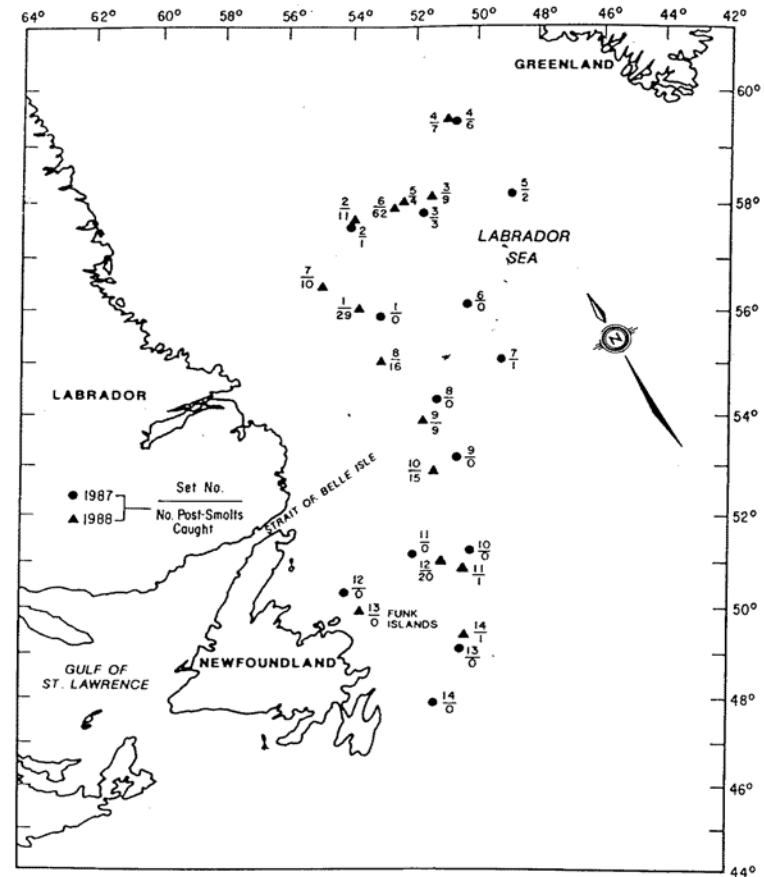 64° 62° 60° 58° 56° 54° 52° 50° 48° 46° 44° 42°
GREENLAND
60°
4/7 4/6
58°
2/11 6/62 5/4 3/9 5/2
2/1 3/3
LABRADOR
SEA
7/10
1/29 1/0 6/0
56°
N
8/16 7/1
LABRADOR
8/0
54°
9/9
9/0
10/15
STRAIT OF BELLE ISLE
1987
1988
Set No.
No. Post-Smolts
Caught
52°
11/0 10/0
12/20 11/1
12/0
50°
13/0 FUNK
ISLANDS
14/1
13/0
GULF OF
ST. LAWRENCE
NEWFOUNDLAND
14/0
48°
46°
44°